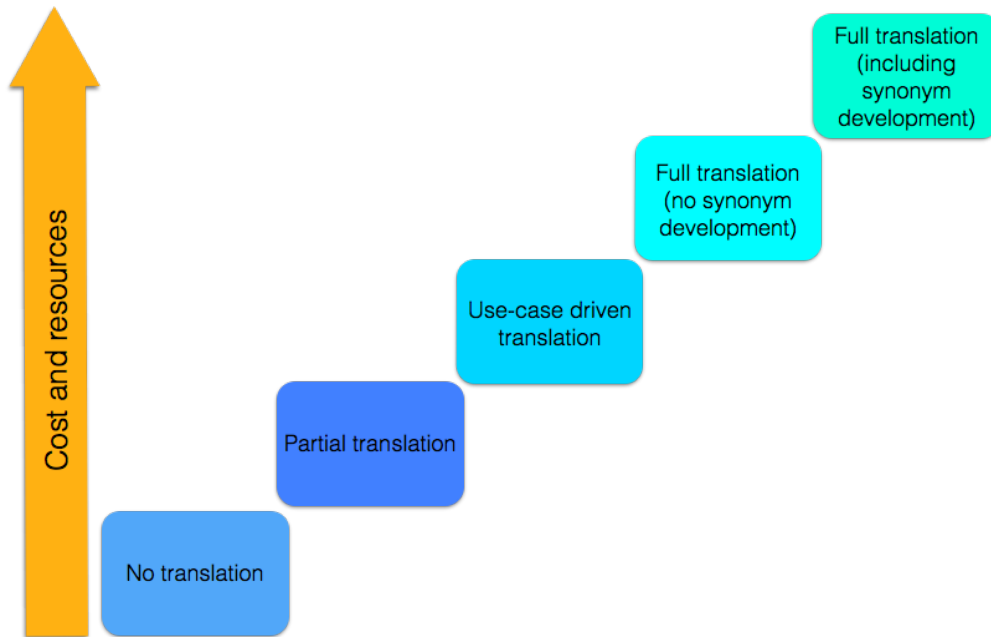 Full translation
(including
synonym
development)
Full translation
(no synonym
development)
Use-case driven
translation
Partial translation
No translation
Cost and resources